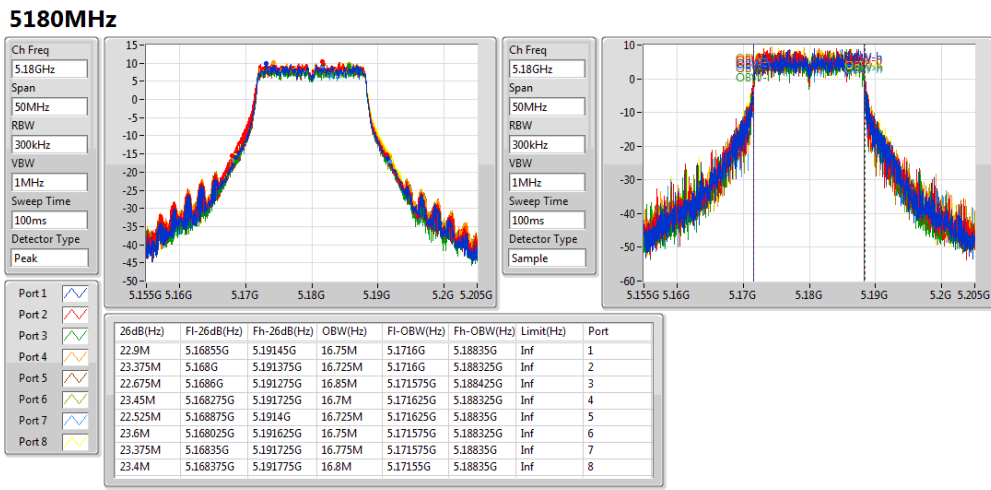 5180MHz
Ch Freq
5.18GHz
Span
50MHz
RBW
300kHz
VBW
1MHz
Sweep Time
100ms
Detector Type
Peak
15
10
5
0
-5
-10
-15
-20
-25
-30
-35
-40
-45
-50
5.155G 5.16G 5.17G 5.18G 5.19G 5.2G 5.205G
Ch Freq
5.18GHz
Span
50MHz
RBW
300kHz
VBW
1MHz
Sweep Time
100ms
Detector Type
Sample
10
0
-10
-20
-30
-40
-50
-60
5.155G 5.16G 5.17G 5.18G 5.19G 5.2G 5.205G
Port 1
Port 2
Port 3
Port 4
Port 5
Port 6
Port 7
Port 8
26dB(Hz) Fl-26dB(Hz) Fh-26dB(Hz) OBW(Hz) Fl-OBW(Hz) Fh-OBW(Hz) Limit(Hz) Port
22.9M 5.16855G 5.19145G 16.75M 5.1716G 5.18835G Inf 1
23.375M 5.168G 5.191375G 16.725M 5.1716G 5.188325G Inf 2
22.675M 5.1686G 5.191275G 16.85M 5.171575G 5.188425G Inf 3
23.45M 5.168275G 5.191725G 16.7M 5.171625G 5.188325G Inf 4
22.525M 5.168875G 5.1914G 16.725M 5.171625G 5.18835G Inf 5
23.6M 5.168025G 5.191625G 16.75M 5.171575G 5.188325G Inf 6
23.375M 5.16835G 5.191725G 16.775M 5.171575G 5.18835G Inf 7
23.4M 5.168375G 5.191775G 16.8M 5.17155G 5.18835G Inf 8